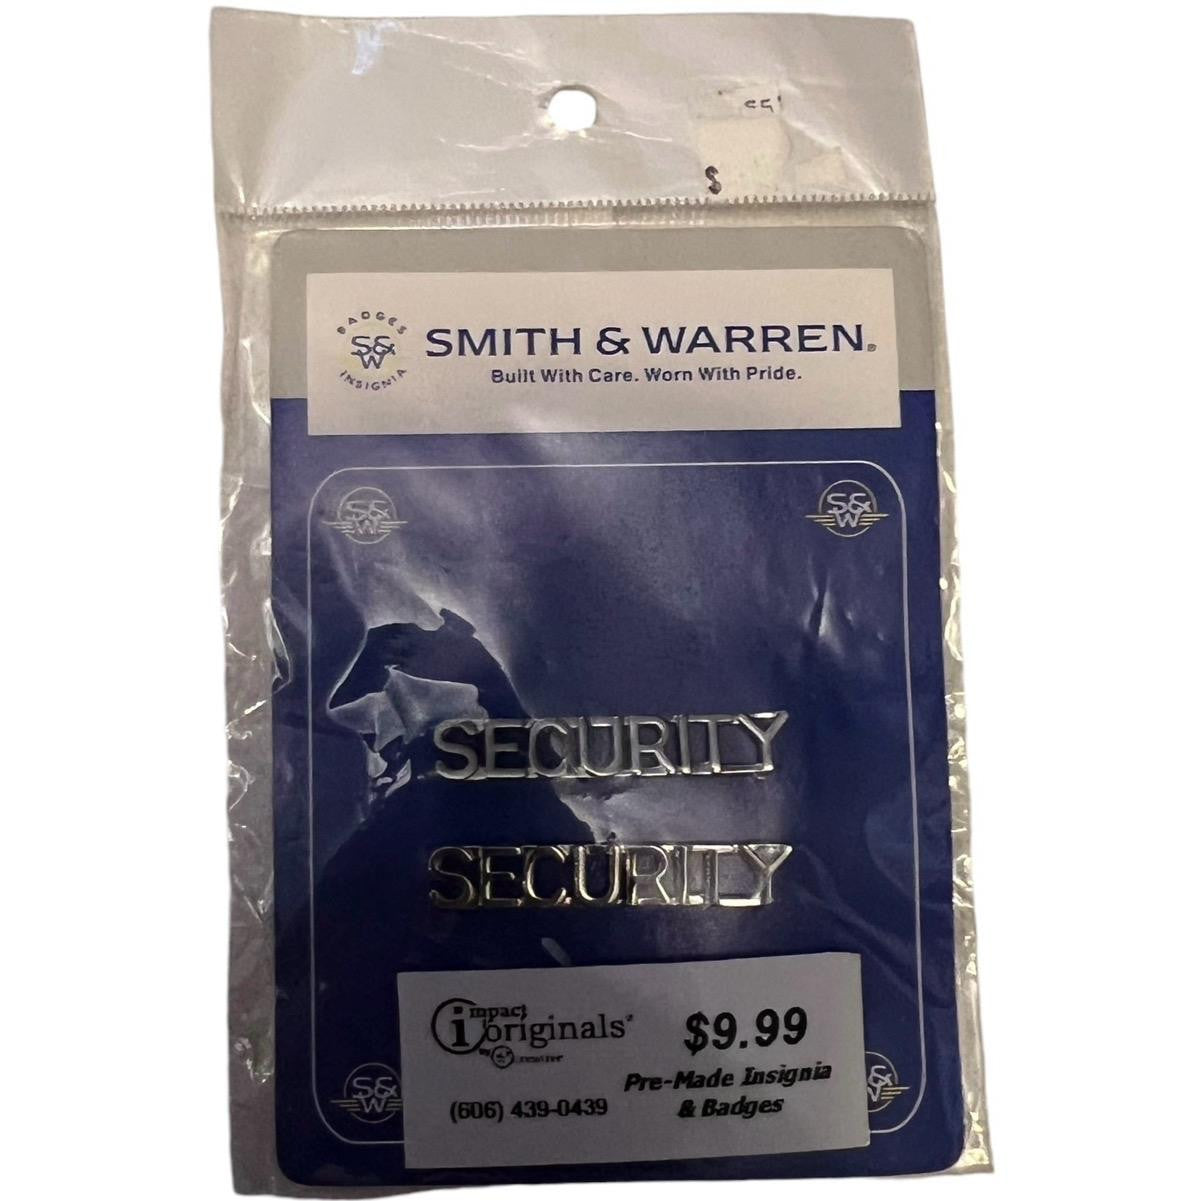 BADGES
S&W
INSIGNIA
SMITH & WARREN®
Built With Care. Worn With Pride.
S&W
S&W
SECURITY
SECURITY
impact
originals
by
$9.99
Pre-Made Insignia
& Badges
(606) 439-0439
S&W
S&
W